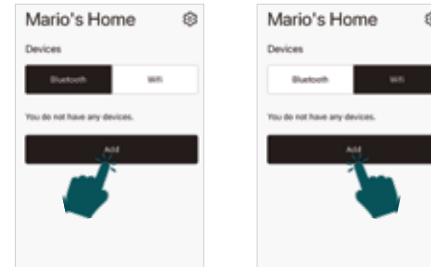 Mario's Home
Devices
Bluetooth Wifi
You do not have any devices.
Add
Mario's Home
Devices
Bluetooth Wifi
You do not have any devices.
Add